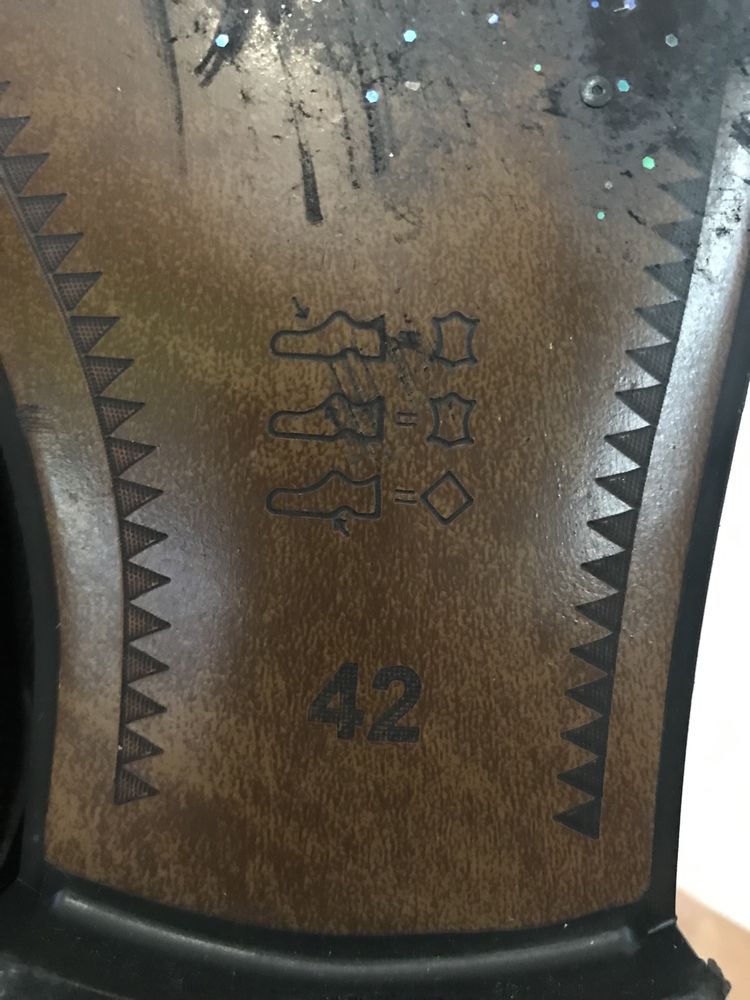 =
=
=
42